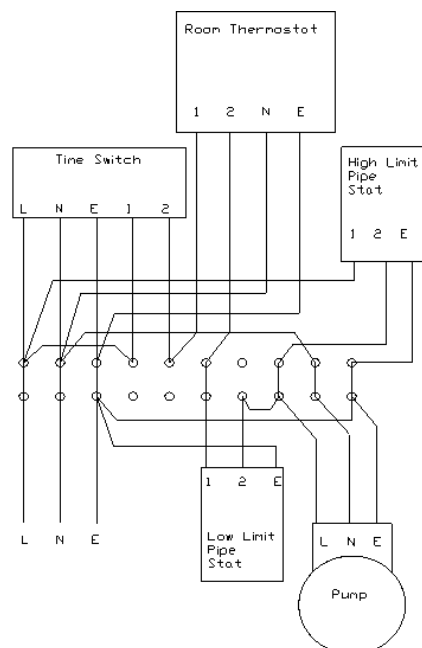 Room Thermostat
1 2 N E
Time Switch
L N E 1 2
High Limit
Pipe
Stat
1 2 E
1 2 E
Low Limit
Pipe
Stat
L N E
L N E
Pump